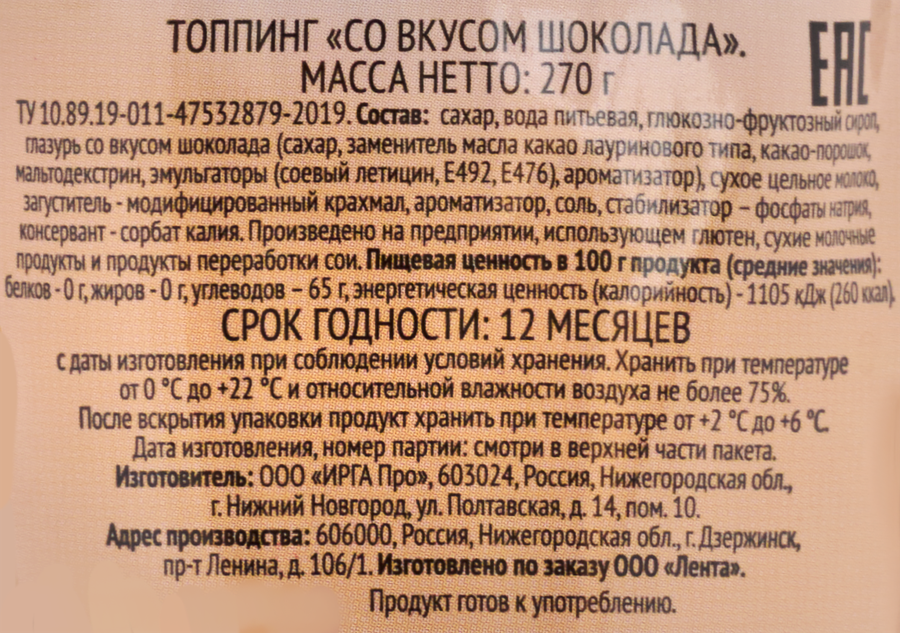 ТОППИНГ «СО ВКУСОМ ШОКОЛАДА».
МАССА НЕТТО: 270 г
EAC
ТУ 10.89.19-011-47532879-2019. Состав: сахар, вода питьевая, глюкозно-фруктозный сироп,
глазурь со вкусом шоколада (сахар, заменитель масла какао лауринового типа, какао-порошок,
мальтодекстрин, эмульгаторы (соевый летицин, Е492, Е476), ароматизатор), сухое цельное молоко,
загуститель - модифицированный крахмал, ароматизатор, соль, стабилизатор – фосфаты натрия,
консервант - сорбат калия. Произведено на предприятии, использующем глютен, сухие молочные
продукты и продукты переработки сои. Пищевая ценность в 100 г продукта (средние значения):
белков - 0 г, жиров - 0 г, углеводов – 65 г, энергетическая ценность (калорийность) - 1105 кДж (260 ккал).
СРОК ГОДНОСТИ: 12 МЕСЯЦЕВ
с даты изготовления при соблюдении условий хранения. Хранить при температуре
от 0 °С до +22 °С и относительной влажности воздуха не более 75%.
После вскрытия упаковки продукт хранить при температуре от +2 °С до +6 °С.
Дата изготовления, номер партии: смотри в верхней части пакета.
Изготовитель: ООО «ИРГА Про», 603024, Россия, Нижегородская обл.,
г. Нижний Новгород, ул. Полтавская, д. 14, пом. 10.
Адрес производства: 606000, Россия, Нижегородская обл., г. Дзержинск,
пр-т Ленина, д. 106/1. Изготовлено по заказу ООО «Лента».
Продукт готов к употреблению.